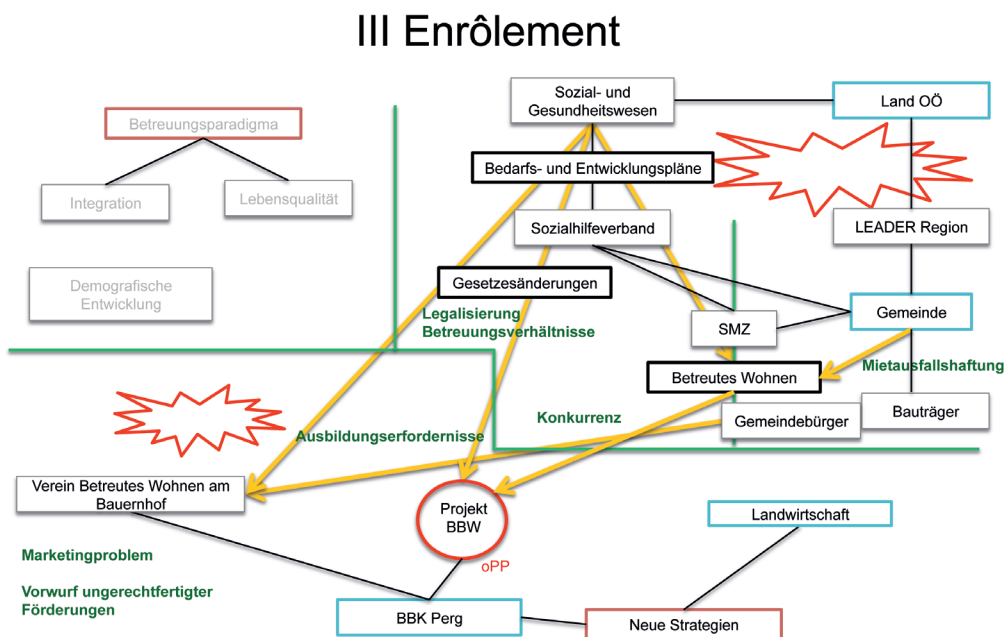 III Enrôlement
Sozial- und
Gesundheitswesen
Land OÖ
Betreuungsparadigma
Bedarfs- und Entwicklungspläne
Integration
Lebensqualität
Sozialhilfeverband
LEADER Region
Demografische
Entwicklung
Gesetzesänderungen
Legalisierung
Betreuungsverhältnisse
SMZ
Gemeinde
Mietausfallshaftung
Betreutes Wohnen
Konkurrenz
Gemeindebürger
Bauträger
Ausbildungserfordernisse
Verein Betreutes Wohnen am
Bauernhof
Projekt
BBW
oPP
Landwirtschaft
Marketingproblem
Vorwurf ungerechtfertigter
Förderungen
BBK Perg
Neue Strategien